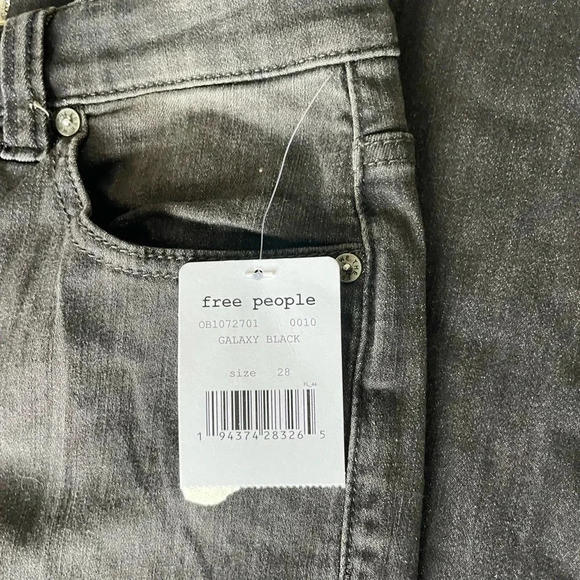 free people
OB1072701 0010
GALAXY BLACK
size 28
1 94374 28326 5